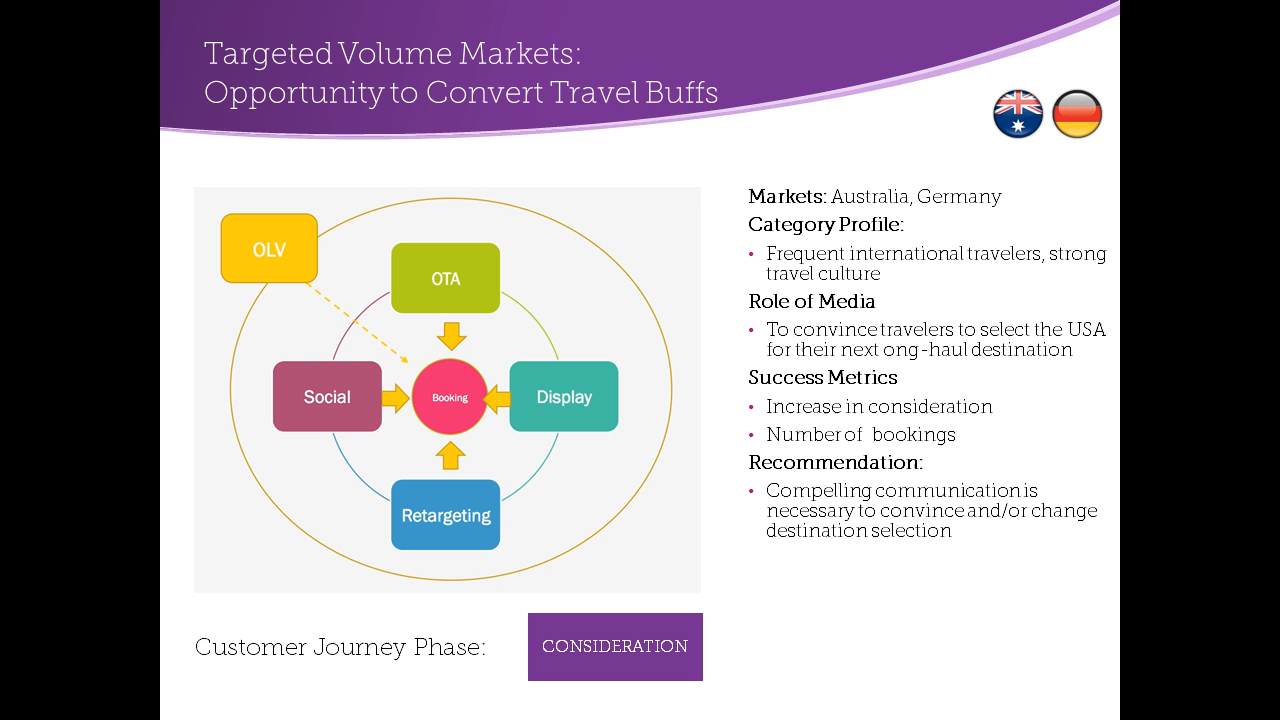 Targeted Volume Markets:
Opportunity to Convert Travel Buffs
OLV
OTA
Social
Booking
Display
Retargeting
Markets: Australia, Germany
Category Profile:
• Frequent international travelers, strong
travel culture
Role of Media
• To convince travelers to select the USA
for their next ong-haul destination
Success Metrics
• Increase in consideration
• Number of bookings
Recommendation:
• Compelling communication is
necessary to convince and/or change
destination selection
Customer Journey Phase:
CONSIDERATION